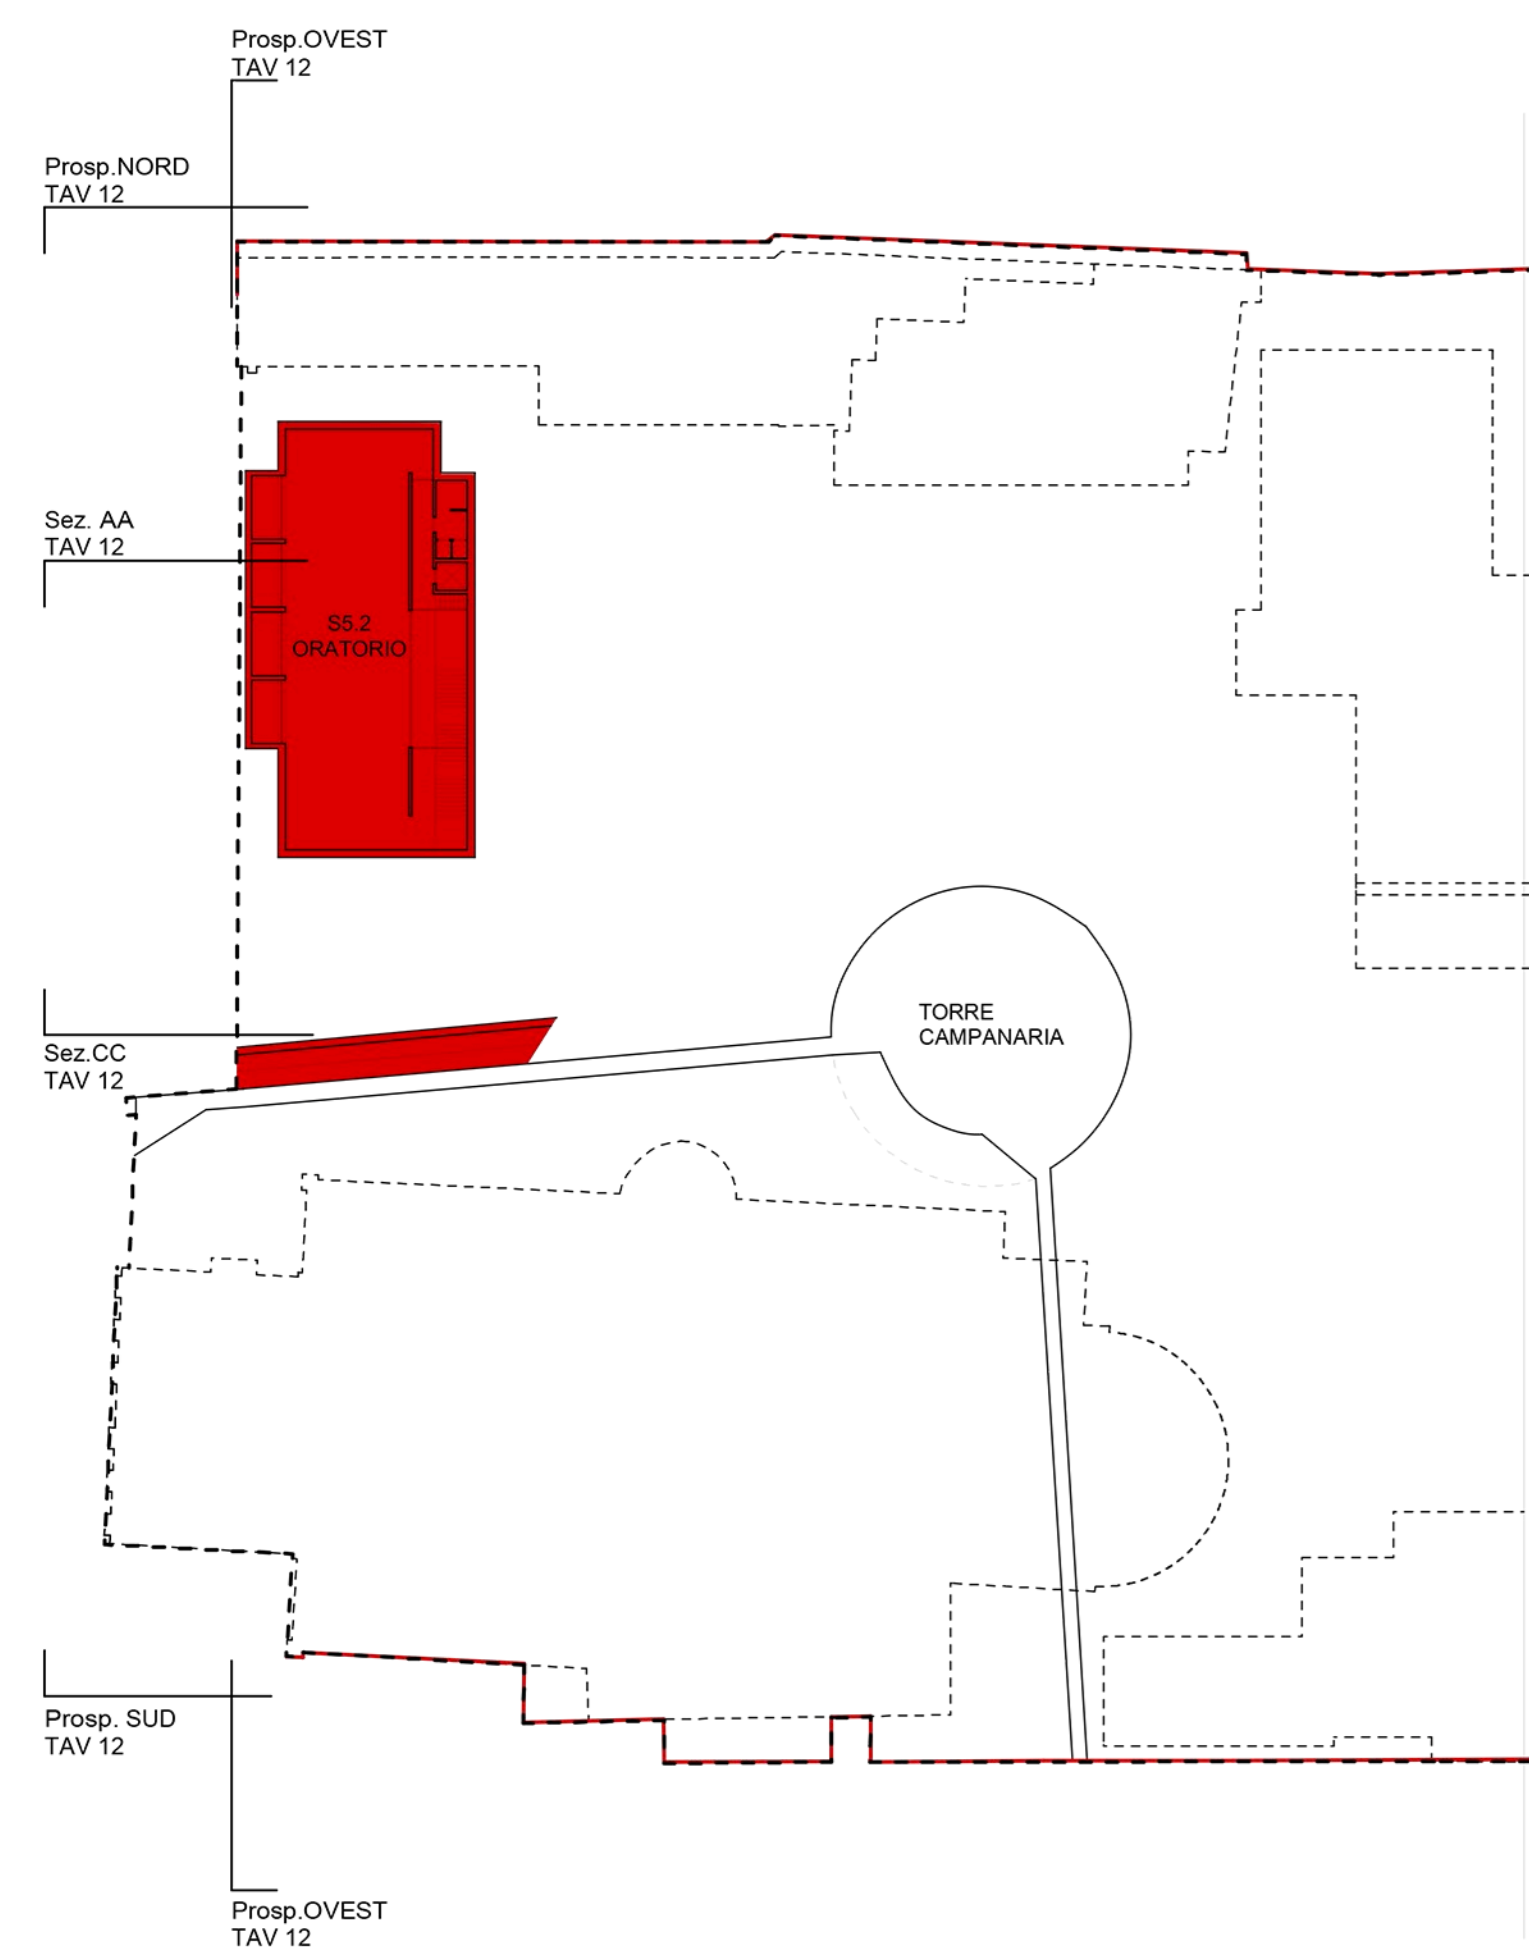 Prosp.OVEST
TAV 12
Prosp.NORD
TAV 12
Sez. AA
TAV 12
S5.2
ORATORIO
TORRE
CAMPANARIA
Sez.CC
TAV 12
Prosp. SUD
TAV 12
Prosp.OVEST
TAV 12